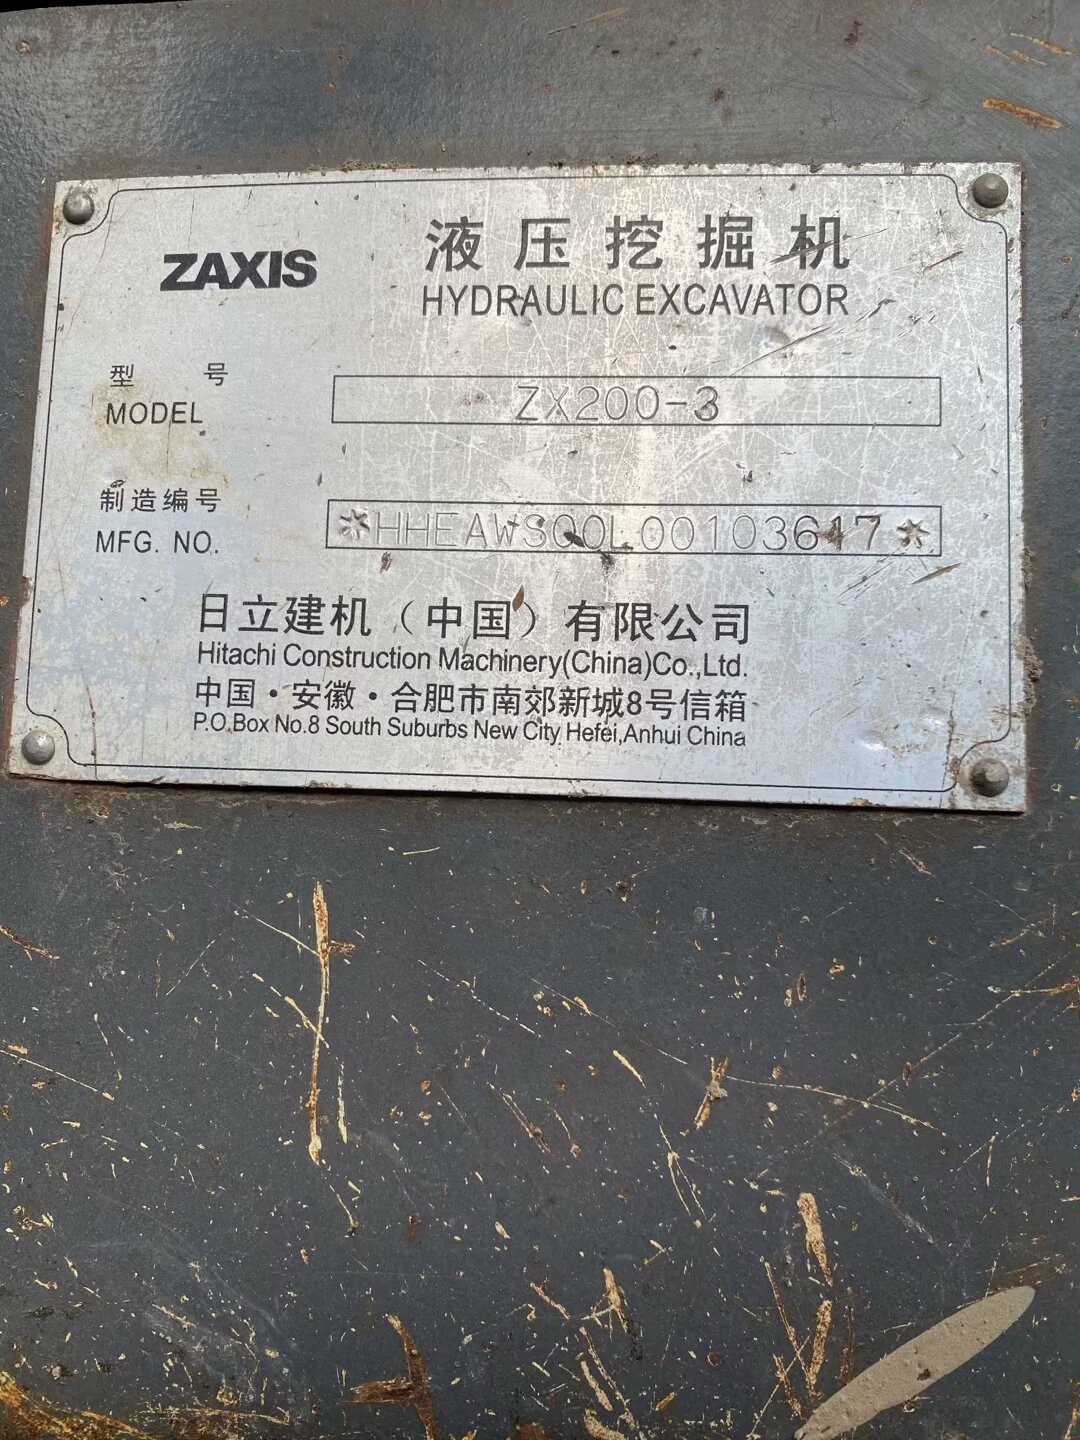 ZAXIS
液压挖掘机
HYDRAULIC EXCAVATOR
型 号
MODEL
ZX200-3
制造编号
MFG. NO.
*HHEAWS00L00103617*
日立建机（中国）有限公司
Hitachi Construction Machinery(China)Co.,Ltd.
中国·安徽·合肥市南郊新城8号信箱
P.O.Box No.8 South Suburbs New City Hefei,Anhui China